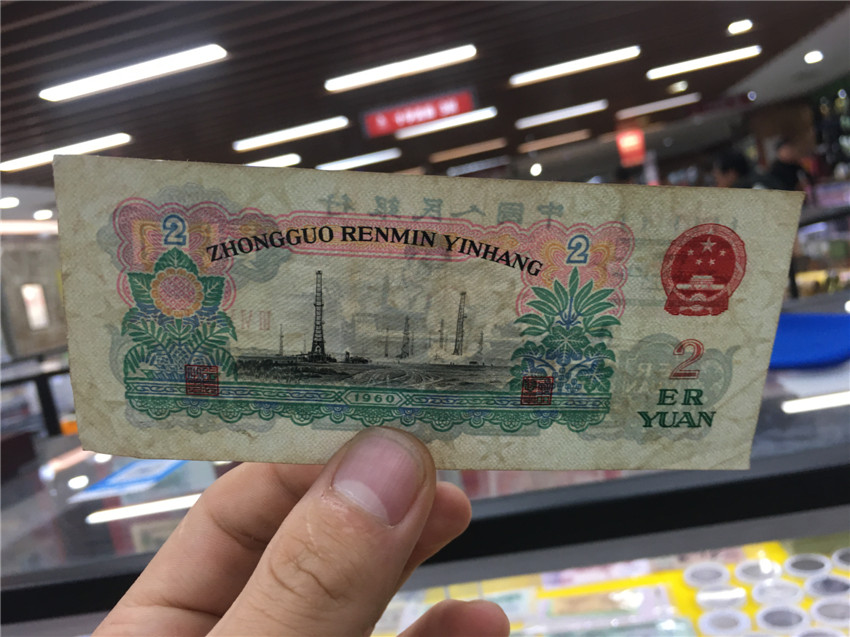 2
ZHONGGUO RENMIN YINHANG
2
1960
2
ER
YUAN